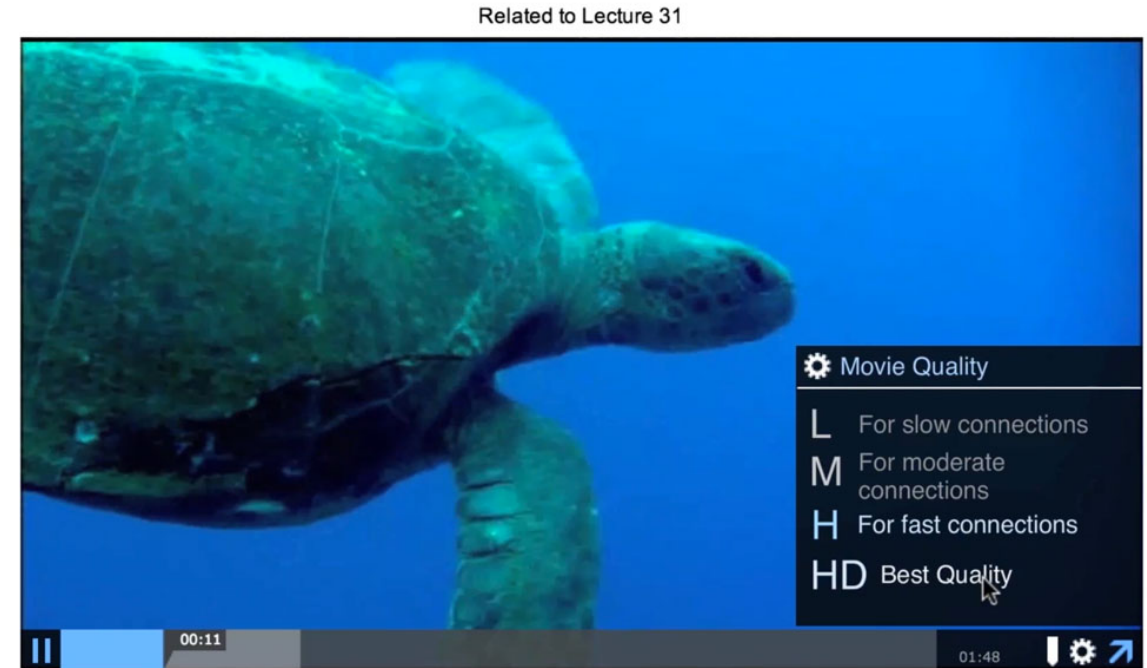 Related to Lecture 31
Movie Quality
L For slow connections
M For moderate
connections
H For fast connections
HD Best Quality
00:11
01:48